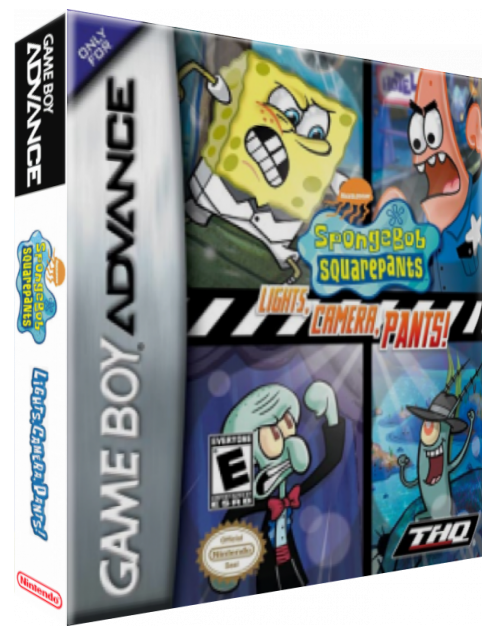 GAME BOY
ADVANCE
SpongeBob
SquarePants
Lights, Camera, Pants!
Nintendo
ONLY
FOR
GAME BOY ADVANCE
HOTEL
Nickelodeon
SpongeBob
SquarePants
LIGHTS, CAMERA, PANTS!
EVERYONE
E
ESRB
Official
Nintendo
Seal
THQ